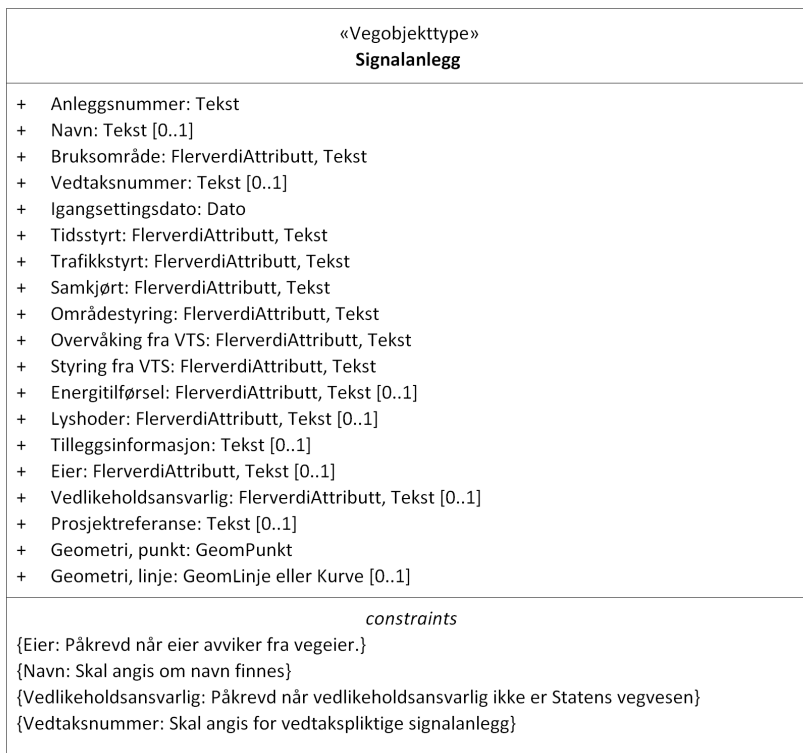 «Vegobjekttype»
Signalanlegg
+ Anleggsnummer: Tekst
+ Navn: Tekst [0..1]
+ Bruksområde: FlerverdiAttributt, Tekst
+ Vedtaksnummer: Tekst [0..1]
+ Igangsettingsdato: Dato
+ Tidsstyrt: FlerverdiAttributt, Tekst
+ Trafikkstyrt: FlerverdiAttributt, Tekst
+ Samkjørt: FlerverdiAttributt, Tekst
+ Områdestyring: FlerverdiAttributt, Tekst
+ Overvåking fra VTS: FlerverdiAttributt, Tekst
+ Styring fra VTS: FlerverdiAttributt, Tekst
+ Energitilførsel: FlerverdiAttributt, Tekst [0..1]
+ Lyshoder: FlerverdiAttributt, Tekst [0..1]
+ Tilleggsinformasjon: Tekst [0..1]
+ Eier: FlerverdiAttributt, Tekst [0..1]
+ Vedlikeholdsansvarlig: FlerverdiAttributt, Tekst [0..1]
+ Prosjektreferanse: Tekst [0..1]
+ Geometri, punkt: GeomPunkt
+ Geometri, linje: GeomLinje eller Kurve [0..1]
constraints
{Eier: Påkrevd når eier avviker fra vegeier.}
{Navn: Skal angis om navn finnes}
{Vedlikeholdsansvarlig: Påkrevd når vedlikeholdsansvarlig ikke er Statens vegvesen}
{Vedtaksnummer: Skal angis for vedtakspliktige signalanlegg}